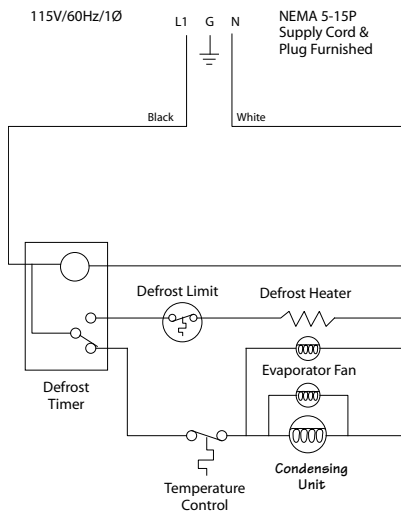 115V/60Hz/1Ø
L1 G N
NEMA 5-15P
Supply Cord &
Plug Furnished
Black
White
Defrost Limit
Defrost Heater
Evaporator Fan
Defrost
Timer
Condensing
Unit
Temperature
Control